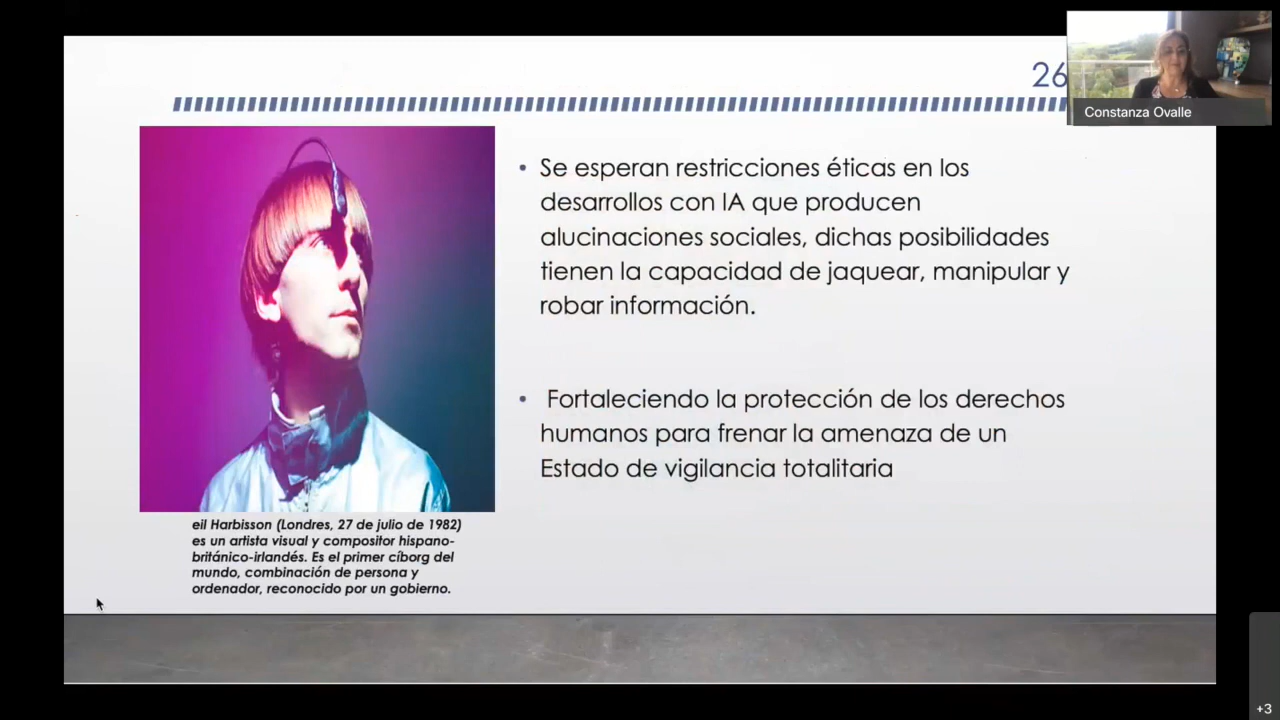 26
Constanza Ovalle
• Se esperan restricciones éticas en los
desarrollos con IA que producen
alucinaciones sociales, dichas posibilidades
tienen la capacidad de jaquear, manipular y
robar información.
• Fortaleciendo la protección de los derechos
humanos para frenar la amenaza de un
Estado de vigilancia totalitaria
eil Harbisson (Londres, 27 de julio de 1982)
es un artista visual y compositor hispano-
británico-irlandés. Es el primer cíborg del
mundo, combinación de persona y
ordenador, reconocido por un gobierno.
+3